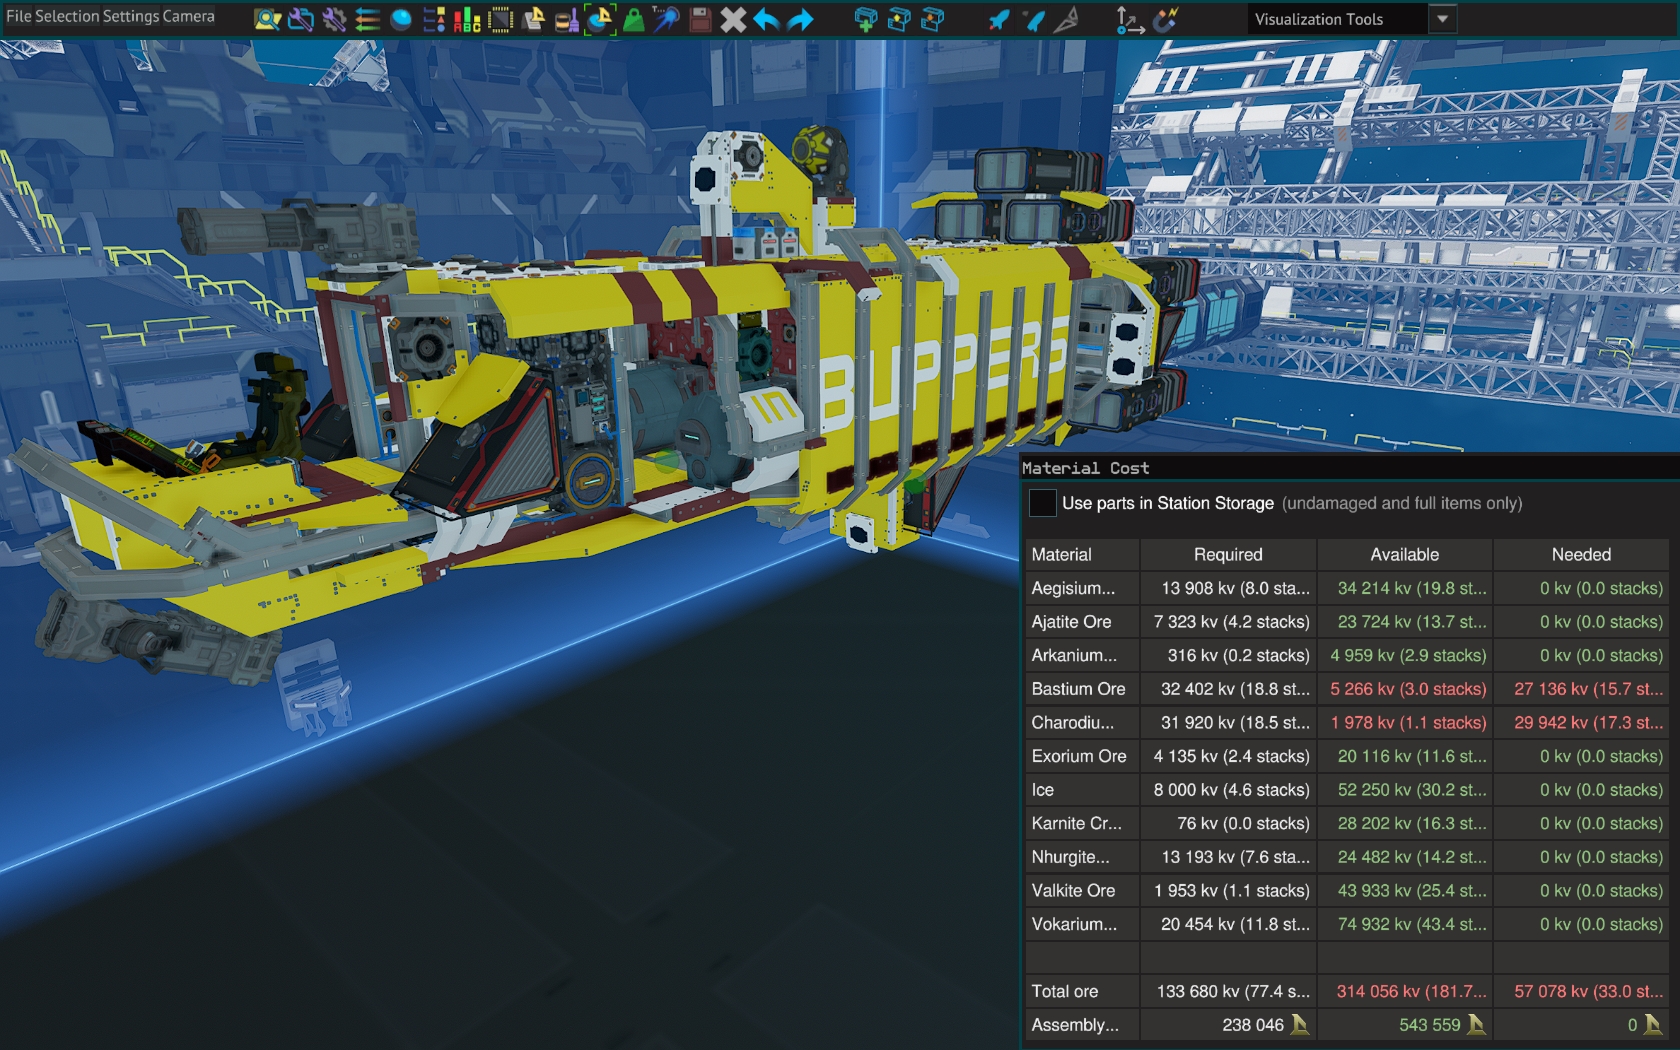 File Selection Settings Camera
Visualization Tools
IN
BUPPERS
Material Cost
Use parts in Station Storage (undamaged and full items only)
Material Required Available Needed
Aegisium... 13 908 kv (8.0 sta... 34 214 kv (19.8 st... 0 kv (0.0 stacks)
Ajatite Ore 7 323 kv (4.2 stacks) 23 724 kv (13.7 st... 0 kv (0.0 stacks)
Arkanium... 316 kv (0.2 stacks) 4 959 kv (2.9 stacks) 0 kv (0.0 stacks)
Bastium Ore 32 402 kv (18.8 st... 5 266 kv (3.0 stacks) 27 136 kv (15.7 st...
Charodiu... 31 920 kv (18.5 st... 1 978 kv (1.1 stacks) 29 942 kv (17.3 st...
Exorium Ore 4 135 kv (2.4 stacks) 20 116 kv (11.6 st... 0 kv (0.0 stacks)
Ice 8 000 kv (4.6 stacks) 52 250 kv (30.2 st... 0 kv (0.0 stacks)
Karnite Cr... 76 kv (0.0 stacks) 28 202 kv (16.3 st... 0 kv (0.0 stacks)
Nhurgite... 13 193 kv (7.6 sta... 24 482 kv (14.2 st... 0 kv (0.0 stacks)
Valkite Ore 1 953 kv (1.1 stacks) 43 933 kv (25.4 st... 0 kv (0.0 stacks)
Vokarium... 20 454 kv (11.8 st... 74 932 kv (43.4 st... 0 kv (0.0 stacks)
Total ore 133 680 kv (77.4 s... 314 056 kv (181.7... 57 078 kv (33.0 st...
Assembly... 238 046 543 559 0